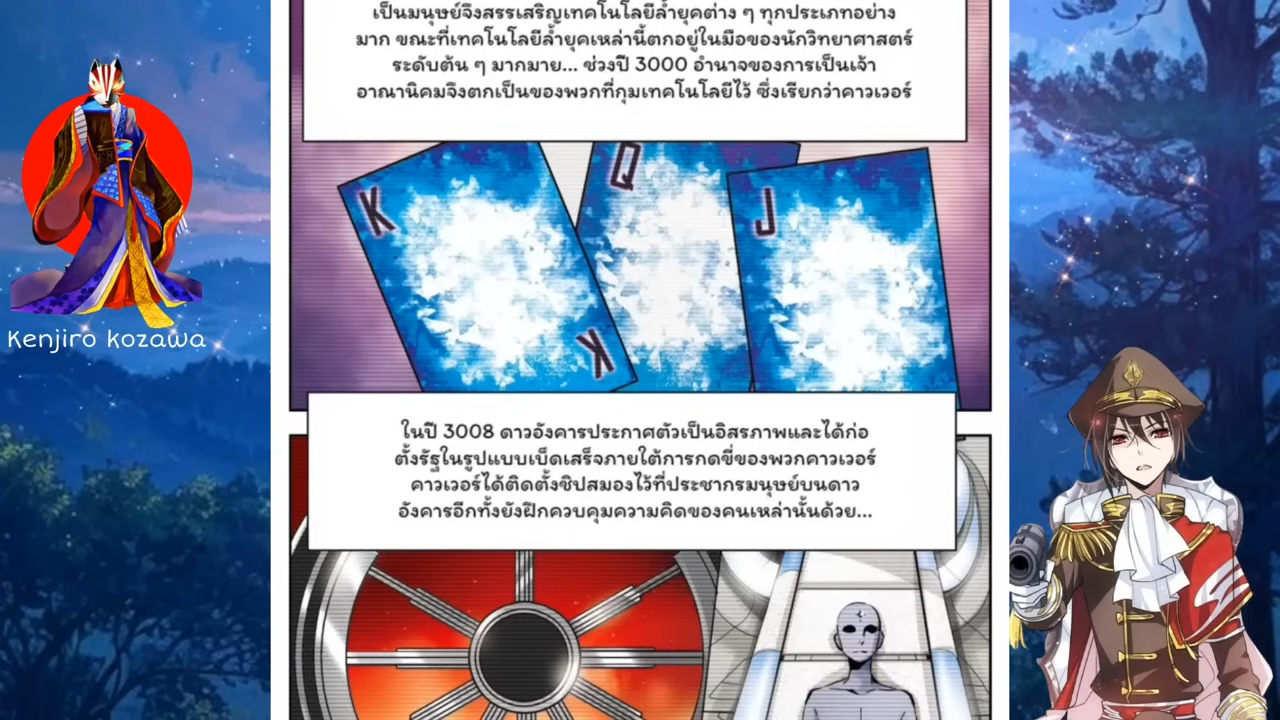 เป็นมนุษย์จึงสรรเสริญเทคโนโลยีล้ำยุคต่าง ๆ ทุกประเภทอย่าง
มาก ขณะที่เทคโนโลยีล้ำยุคเหล่านี้ตกอยู่ในมือของนักวิทยาศาสตร์
ระดับต้น ๆ มากมาย... ช่วงปี 3000 อำนาจของการเป็นเจ้า
อาณานิคมจึงตกเป็นของพวกที่กุมเทคโนโลยีไว้ ซึ่งเรียกว่าคาวเวอร์
K
Q
J
K
Kenjiro kozawa
ในปี 3008 ดาวอังคารประกาศตัวเป็นอิสรภาพและได้ก่อ
ตั้งรัฐในรูปแบบเบ็ดเสร็จภายใต้การกดขี่ของพวกคาวเวอร์
คาวเวอร์ได้ติดตั้งชิปสมองไว้ที่ประชากรมนุษย์บนดาว
อังคารอีกทั้งยังฝึกควบคุมความคิดของคนเหล่านั้นด้วย...